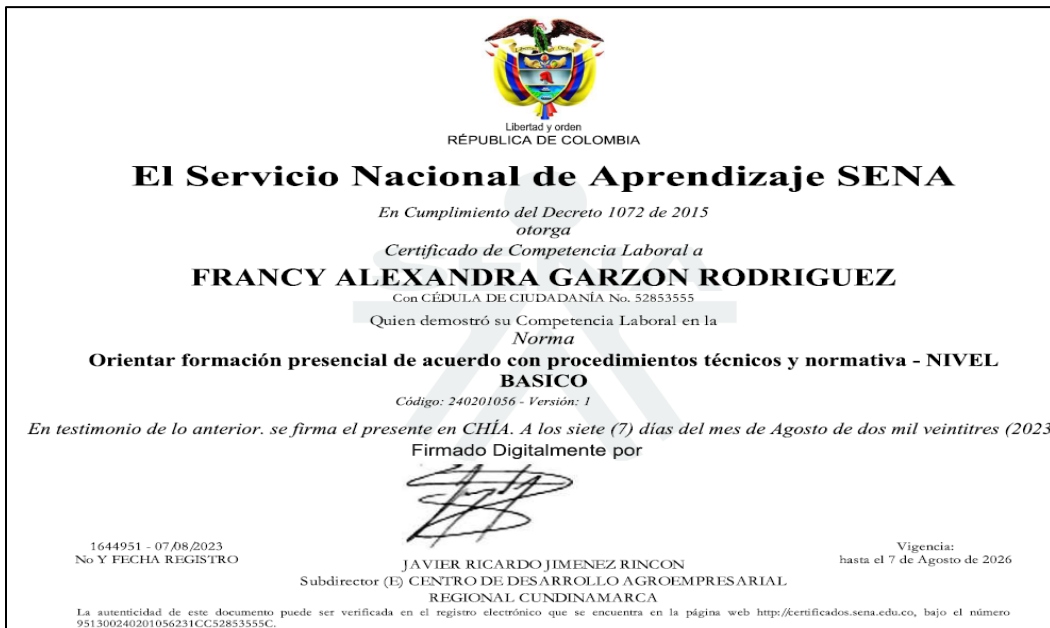 Libertad y orden
RÉPUBLICA DE COLOMBIA
El Servicio Nacional de Aprendizaje SENA
En Cumplimiento del Decreto 1072 de 2015
otorga
Certificado de Competencia Laboral a
FRANCY ALEXANDRA GARZON RODRIGUEZ
Con CÉDULA DE CIUDADANÍA No. 52853555
Quien demostró su Competencia Laboral en la
Norma
Orientar formación presencial de acuerdo con procedimientos técnicos y normativa - NIVEL
BASICO
Código: 240201056 - Versión: 1
En testimonio de lo anterior. se firma el presente en CHÍA. A los siete (7) días del mes de Agosto de dos mil veintitres (2023
Firmado Digitalmente por
1644951 - 07/08/2023
No Y FECHA REGISTRO
JAVIER RICARDO JIMENEZ RINCON
Subdirector (E) CENTRO DE DESARROLLO AGROEMPRESARIAL
REGIONAL CUNDINAMARCA
Vigencia:
hasta el 7 de Agosto de 2026
La autenticidad de este documento puede ser verificada en el registro electrónico que se encuentra en la página web http://certificados.sena.edu.co, bajo el número
951300240201056231CC52853555C.